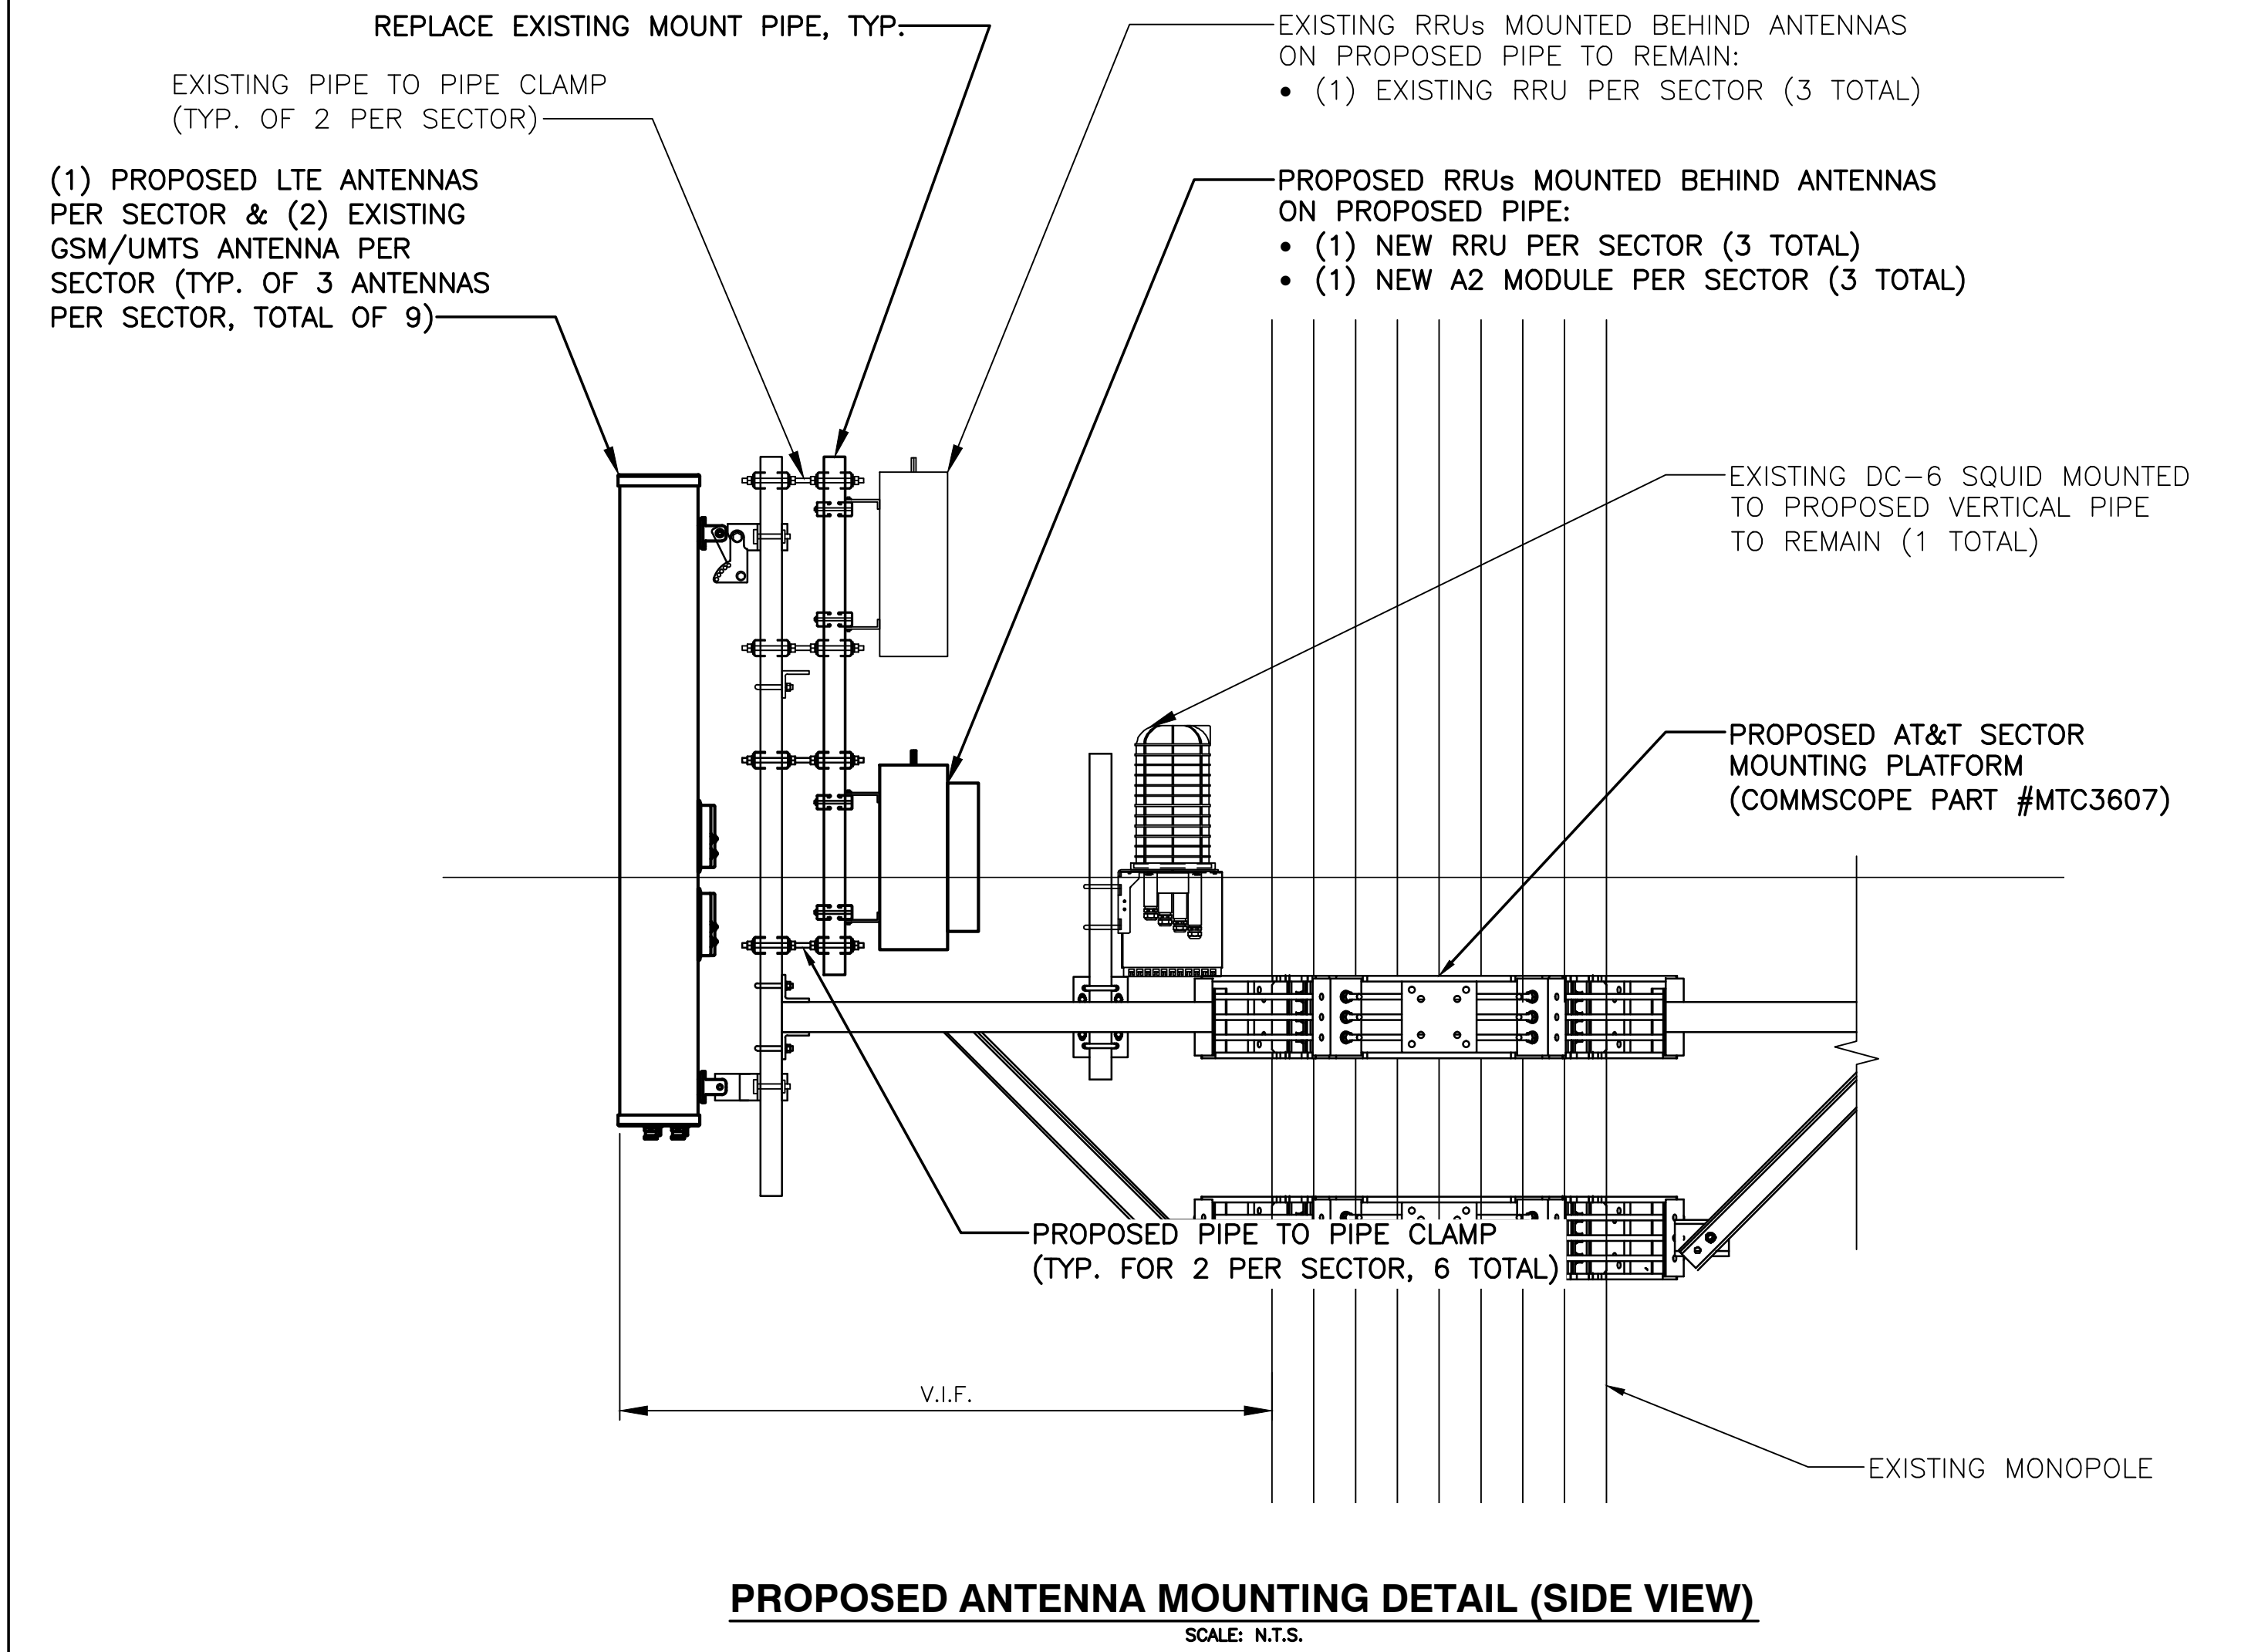 REPLACE EXISTING MOUNT PIPE, TYP.
EXISTING PIPE TO PIPE CLAMP
(TYP. OF 2 PER SECTOR)
(1) PROPOSED LTE ANTENNAS
PER SECTOR & (2) EXISTING
GSM/UMTS ANTENNA PER
SECTOR (TYP. OF 3 ANTENNAS
PER SECTOR, TOTAL OF 9)
EXISTING RRUs MOUNTED BEHIND ANTENNAS
ON PROPOSED PIPE TO REMAIN:
• (1) EXISTING RRU PER SECTOR (3 TOTAL)
PROPOSED RRUs MOUNTED BEHIND ANTENNAS
ON PROPOSED PIPE:
• (1) NEW RRU PER SECTOR (3 TOTAL)
• (1) NEW A2 MODULE PER SECTOR (3 TOTAL)
EXISTING DC-6 SQUID MOUNTED
TO PROPOSED VERTICAL PIPE
TO REMAIN (1 TOTAL)
PROPOSED AT&T SECTOR
MOUNTING PLATFORM
(COMMSCOPE PART #MTC3607)
PROPOSED PIPE TO PIPE CLAMP
(TYP. FOR 2 PER SECTOR, 6 TOTAL)
V.I.F.
EXISTING MONOPOLE
PROPOSED ANTENNA MOUNTING DETAIL (SIDE VIEW)
SCALE: N.T.S.